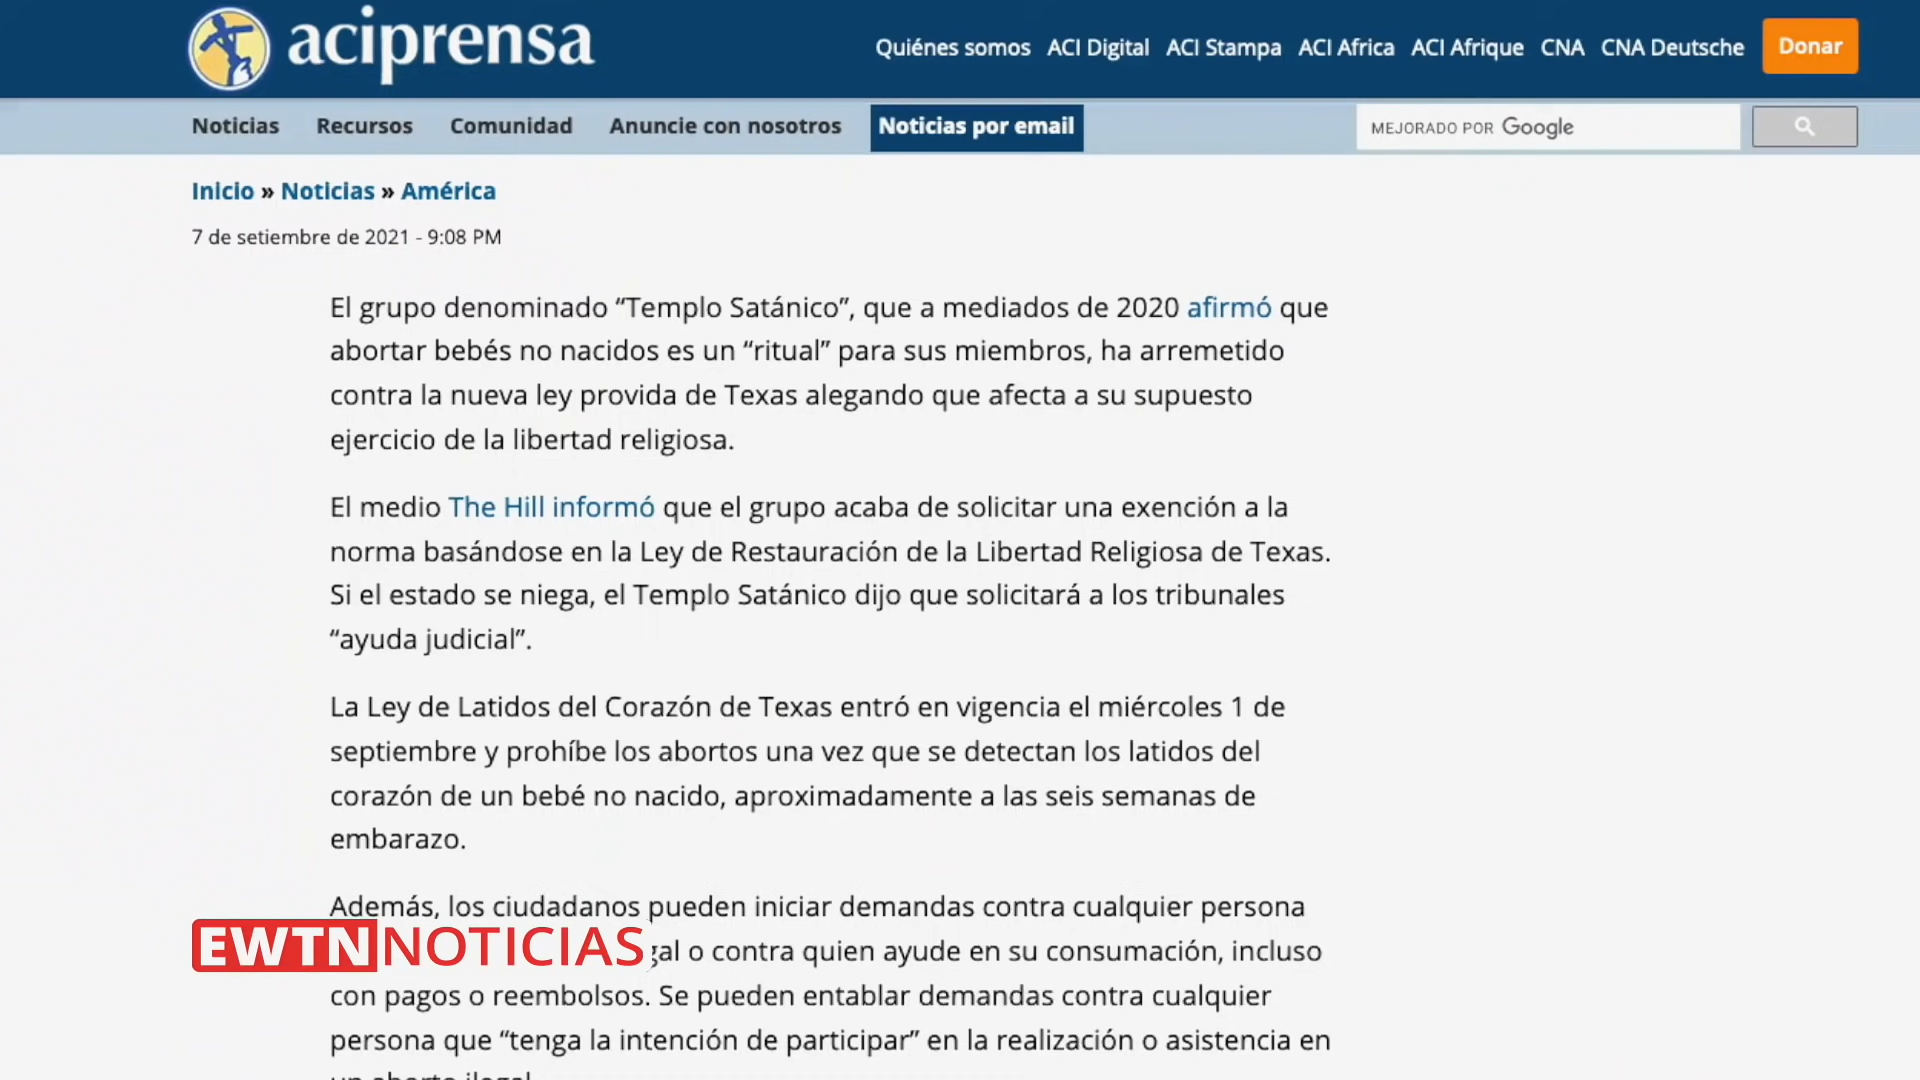 aciprensa
Quiénes somos ACI Digital ACI Stampa ACI Africa ACI Afrique CNA CNA Deutsche Donar
Noticias Recursos Comunidad Anuncie con nosotros Noticias por email MEJORADO POR Google
Inicio » Noticias » América
7 de setiembre de 2021 - 9:08 PM
El grupo denominado “Templo Satánico”, que a mediados de 2020 afirmó que
abortar bebés no nacidos es un “ritual” para sus miembros, ha arremetido
contra la nueva ley provida de Texas alegando que afecta a su supuesto
ejercicio de la libertad religiosa.
El medio The Hill informó que el grupo acaba de solicitar una exención a la
norma basándose en la Ley de Restauración de la Libertad Religiosa de Texas.
Si el estado se niega, el Templo Satánico dijo que solicitará a los tribunales
“ayuda judicial”.
La Ley de Latidos del Corazón de Texas entró en vigencia el miércoles 1 de
septiembre y prohíbe los abortos una vez que se detectan los latidos del
corazón de un bebé no nacido, aproximadamente a las seis semanas de
embarazo.
Además, los ciudadanos pueden iniciar demandas contra cualquier persona
EWTN NOTICIAS
o contra quien ayude en su consumación, incluso
con pagos o reembolsos. Se pueden entablar demandas contra cualquier
persona que “tenga la intención de participar” en la realización o asistencia en